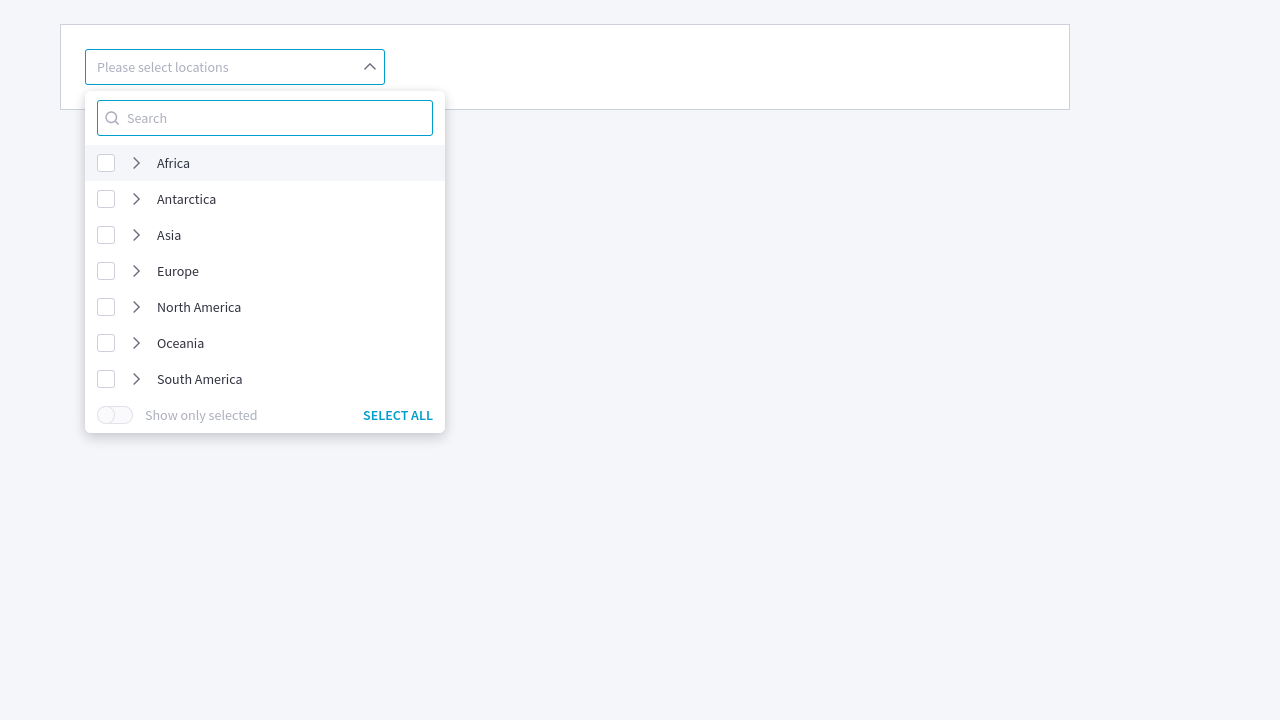 Please select locations
Search
Africa
Antarctica
Asia
Europe
North America
Oceania
South America
Show only selected SELECT ALL